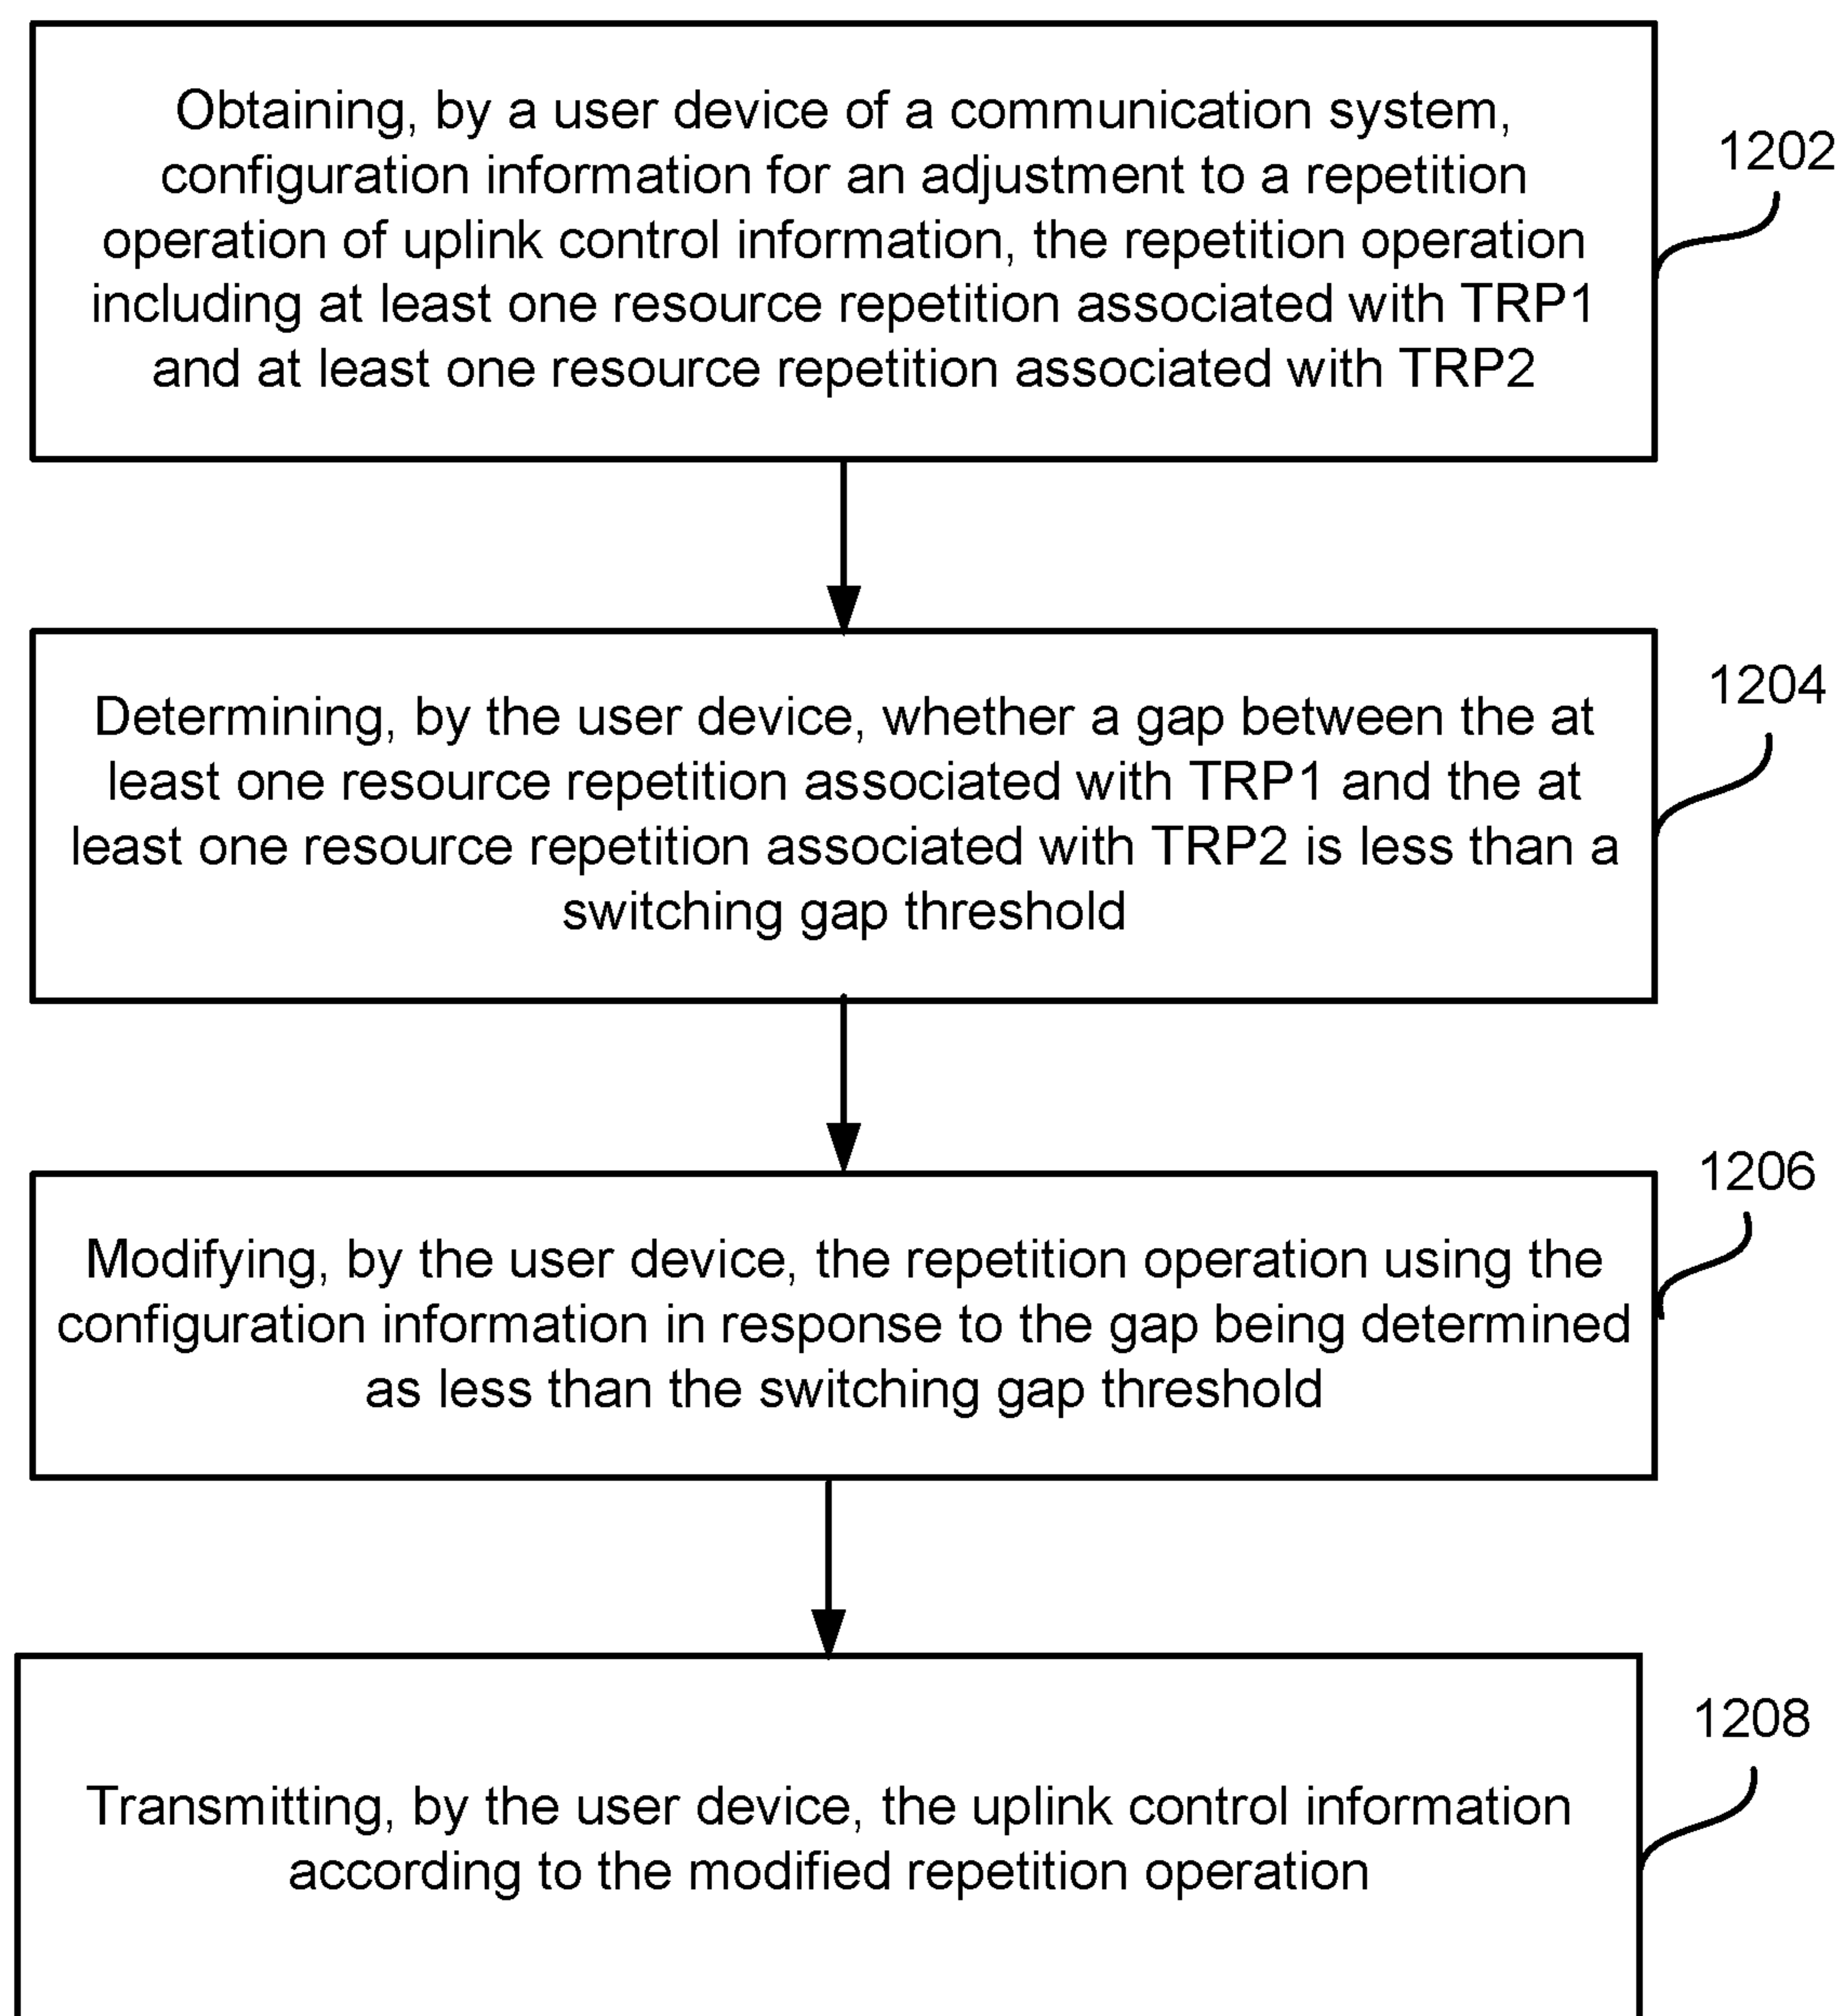 Obtaining, by a user device of a communication system,
configuration information for an adjustment to a repetition
operation of uplink control information, the repetition operation
including at least one resource repetition associated with TRP1
and at least one resource repetition associated with TRP2
1202
Determining, by the user device, whether a gap between the at
least one resource repetition associated with TRP1 and the at
least one resource repetition associated with TRP2 is less than a
switching gap threshold
1204
Modifying, by the user device, the repetition operation using the
configuration information in response to the gap being determined
as less than the switching gap threshold
1206
Transmitting, by the user device, the uplink control information
according to the modified repetition operation
1208